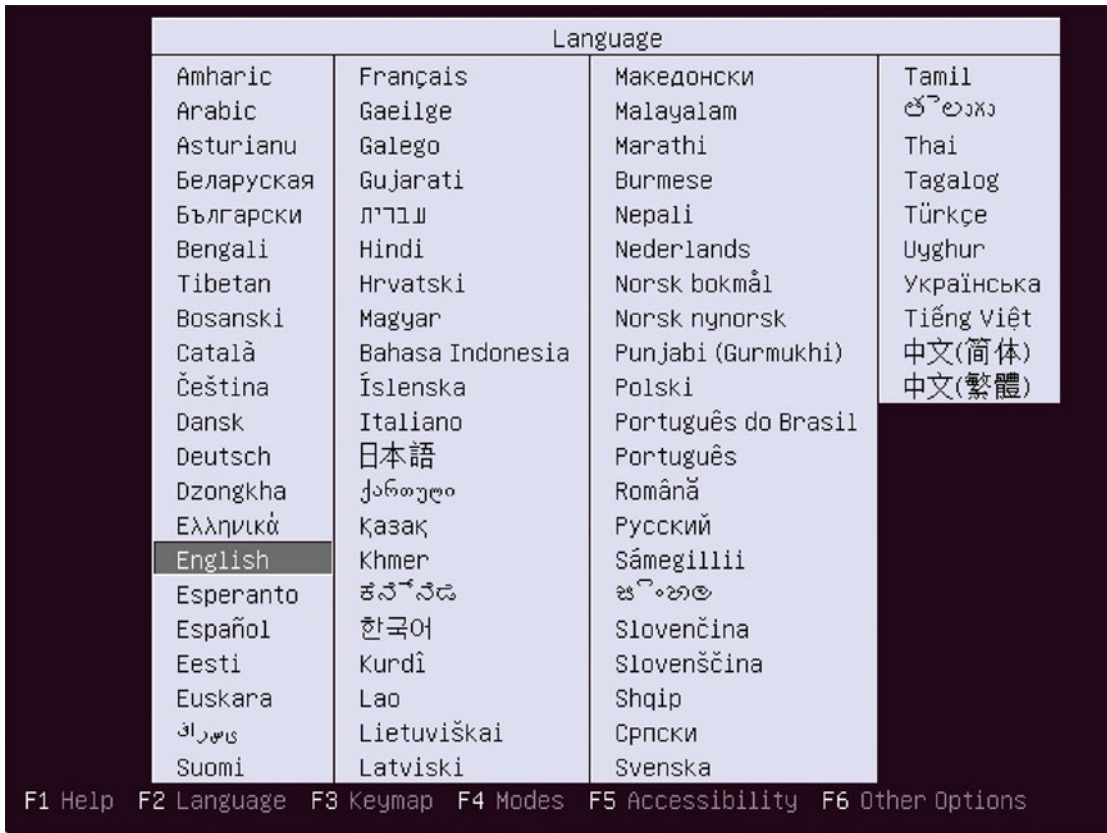 Language
Amharic
Arabic
Asturianu
Беларуская
Български
Bengali
Tibetan
Bosanski
Català
Čeština
Dansk
Deutsch
Dzongkha
Ελληνικά
English
Esperanto
Español
Eesti
Euskara
ىسراف
Suomi
Français
Gaeilge
Galego
Gujarati
עברית
Hindi
Hrvatski
Magyar
Bahasa Indonesia
Íslenska
Italiano
日本語
ქართული
Қазақ
Khmer
ಕನ್ನಡ
한국어
Kurdî
Lao
Lietuviškai
Latviski
Македонски
Malayalam
Marathi
Burmese
Nepali
Nederlands
Norsk bokmål
Norsk nynorsk
Punjabi (Gurmukhi)
Polski
Português do Brasil
Português
Română
Русский
Sámegillii
සිංහල
Slovenčina
Slovenščina
Shqip
Српски
Svenska
Tamil
తెలుగు
Thai
Tagalog
Türkçe
Uyghur
Українська
Tiếng Việt
中文(简体)
中文(繁體)
F1 Help F2 Language F3 Keymap F4 Modes F5 Accessibility F6 Other Options